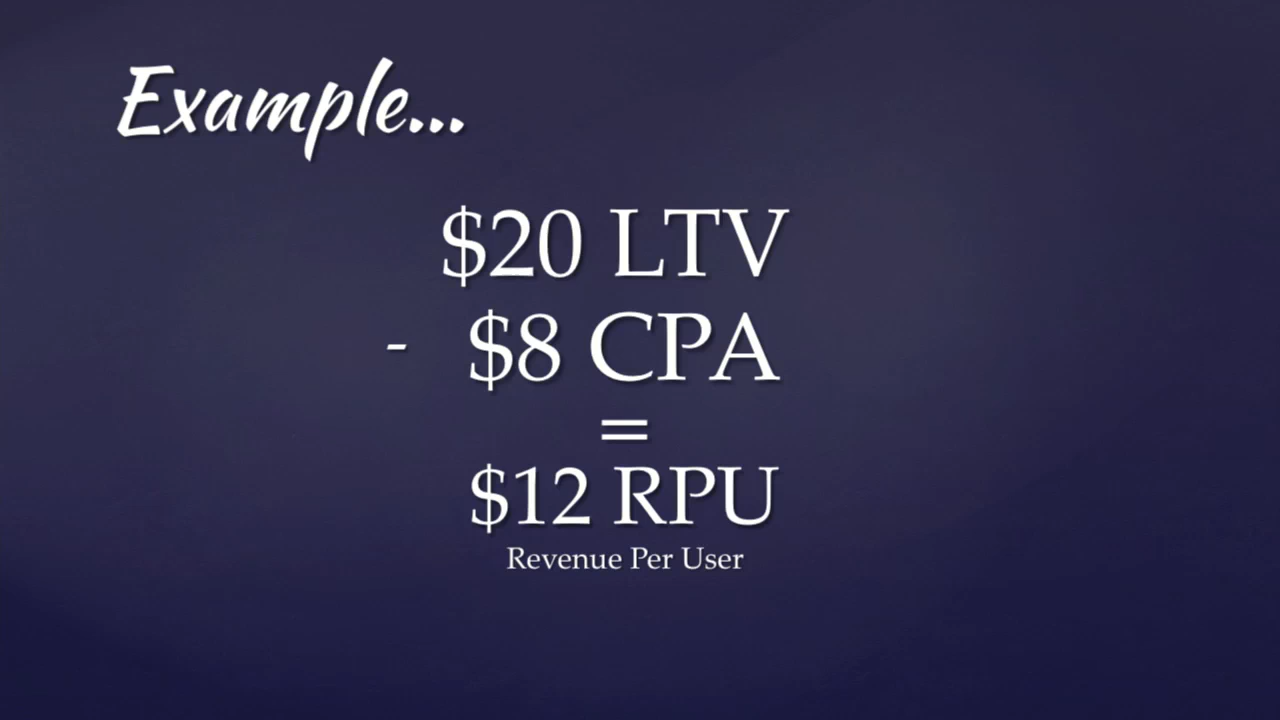 Example...
$20 LTV
- $8 CPA
=
$12 RPU
Revenue Per User